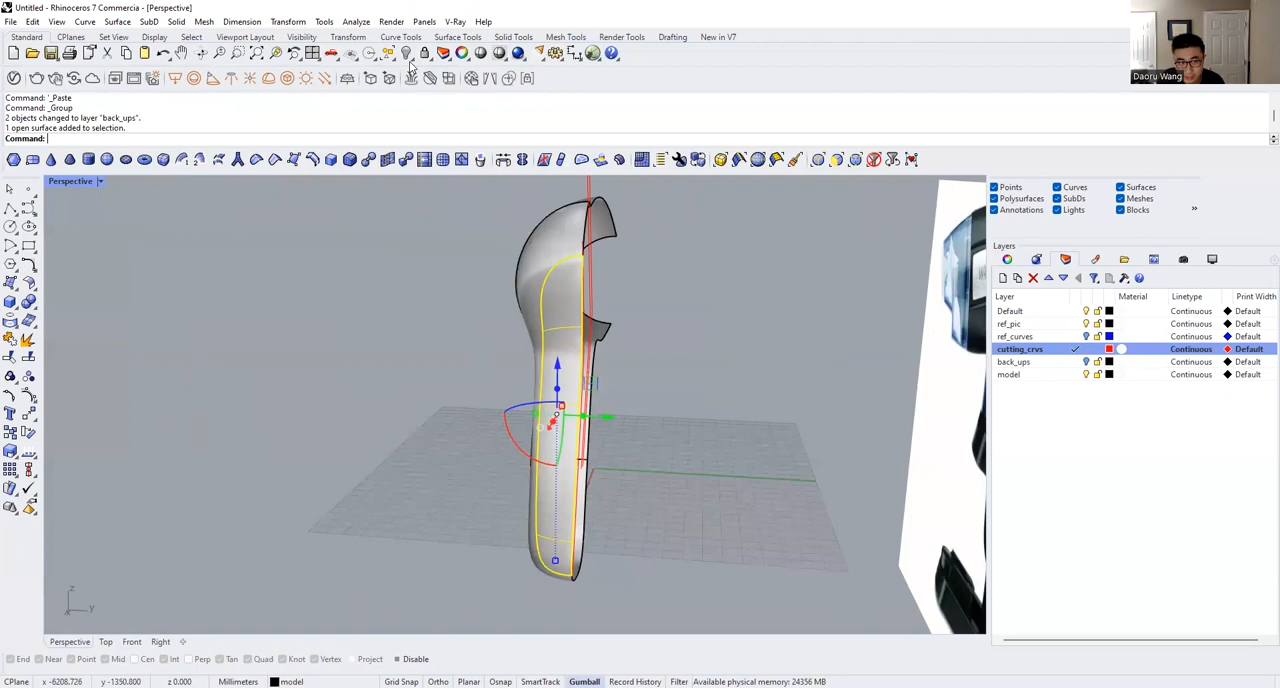 Untitled - Rhinoceros 7 Commercia - [Perspective]
File Edit View Curve Surface SubD Solid Mesh Dimension Transform Tools Analyze Render Panels V-Ray Help
Standard CPlanes Set View Display Select Viewport Layout Visibility Transform Curve Tools Surface Tools Solid Tools Mesh Tools Render Tools Drafting New in V7
Daoru Wang
Command: '_Paste
Command: _Group
2 objects changed to layer "back_ups".
1 open surface added to selection.
Command:
Perspective
Points Curves Surfaces
Polysurfaces SubDs Meshes
Annotations Lights Blocks »
Layers
Layer Material Linetype Print Width
Default Continuous Default
ref_pic Continuous Default
ref_curves Continuous Default
cutting_crvs Continuous Default
back_ups Continuous Default
model Continuous Default
z
x y
Perspective Top Front Right
End Near Point Mid Cen Int Perp Tan Quad Knot Vertex Project Disable
CPlane x -6208.726 y -1350.800 z 0.000 Millimeters model Grid Snap Ortho Planar Osnap SmartTrack Gumball Record History Filter Available physical memory: 24356 MB